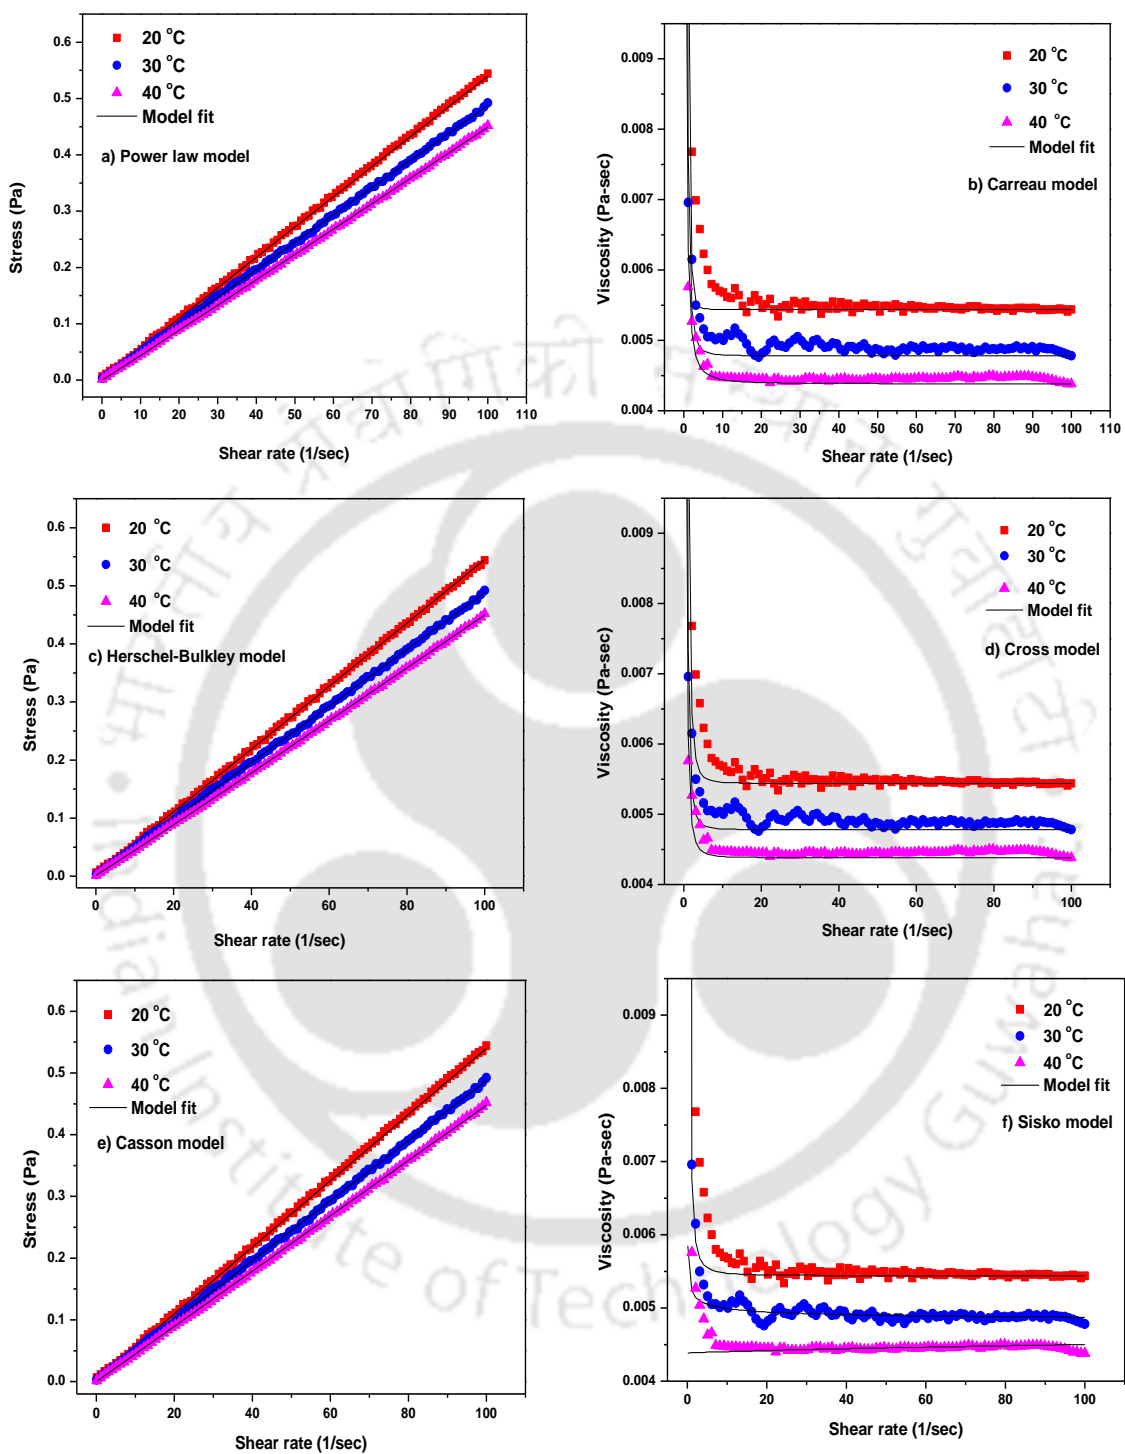 0.6
0.5
0.4
0.3
0.2
0.1
0.0
0 10 20 30 40 50 60 70 80 90 100 110
Stress (Pa)
Shear rate (1/sec)
20 °C
30 °C
40 °C
Model fit
a) Power law model
0.009
0.008
0.007
0.006
0.005
0.004
0 10 20 30 40 50 60 70 80 90 100 110
Viscosity (Pa-sec)
Shear rate (1/sec)
20 °C
30 °C
40 °C
Model fit
b) Carreau model
0.6
0.5
0.4
0.3
0.2
0.1
0.0
0 20 40 60 80 100
Stress (Pa)
Shear rate (1/sec)
20 °C
30 °C
40 °C
Model fit
c) Herschel-Bulkley model
0.009
0.008
0.007
0.006
0.005
0.004
0 20 40 60 80 100
Viscosity (Pa-sec)
Shear rate (1/sec)
20 °C
30 °C
40 °C
Model fit
d) Cross model
0.6
0.5
0.4
0.3
0.2
0.1
0.0
0 20 40 60 80 100
Stress (Pa)
Shear rate (1/sec)
20 °C
30 °C
40 °C
Model fit
e) Casson model
0.009
0.008
0.007
0.006
0.005
0.004
0 20 40 60 80 100
Viscosity (Pa-sec)
Shear rate (1/sec)
20 °C
30 °C
40 °C
Model fit
f) Sisko model
Indian Institute of Technology Guwahati